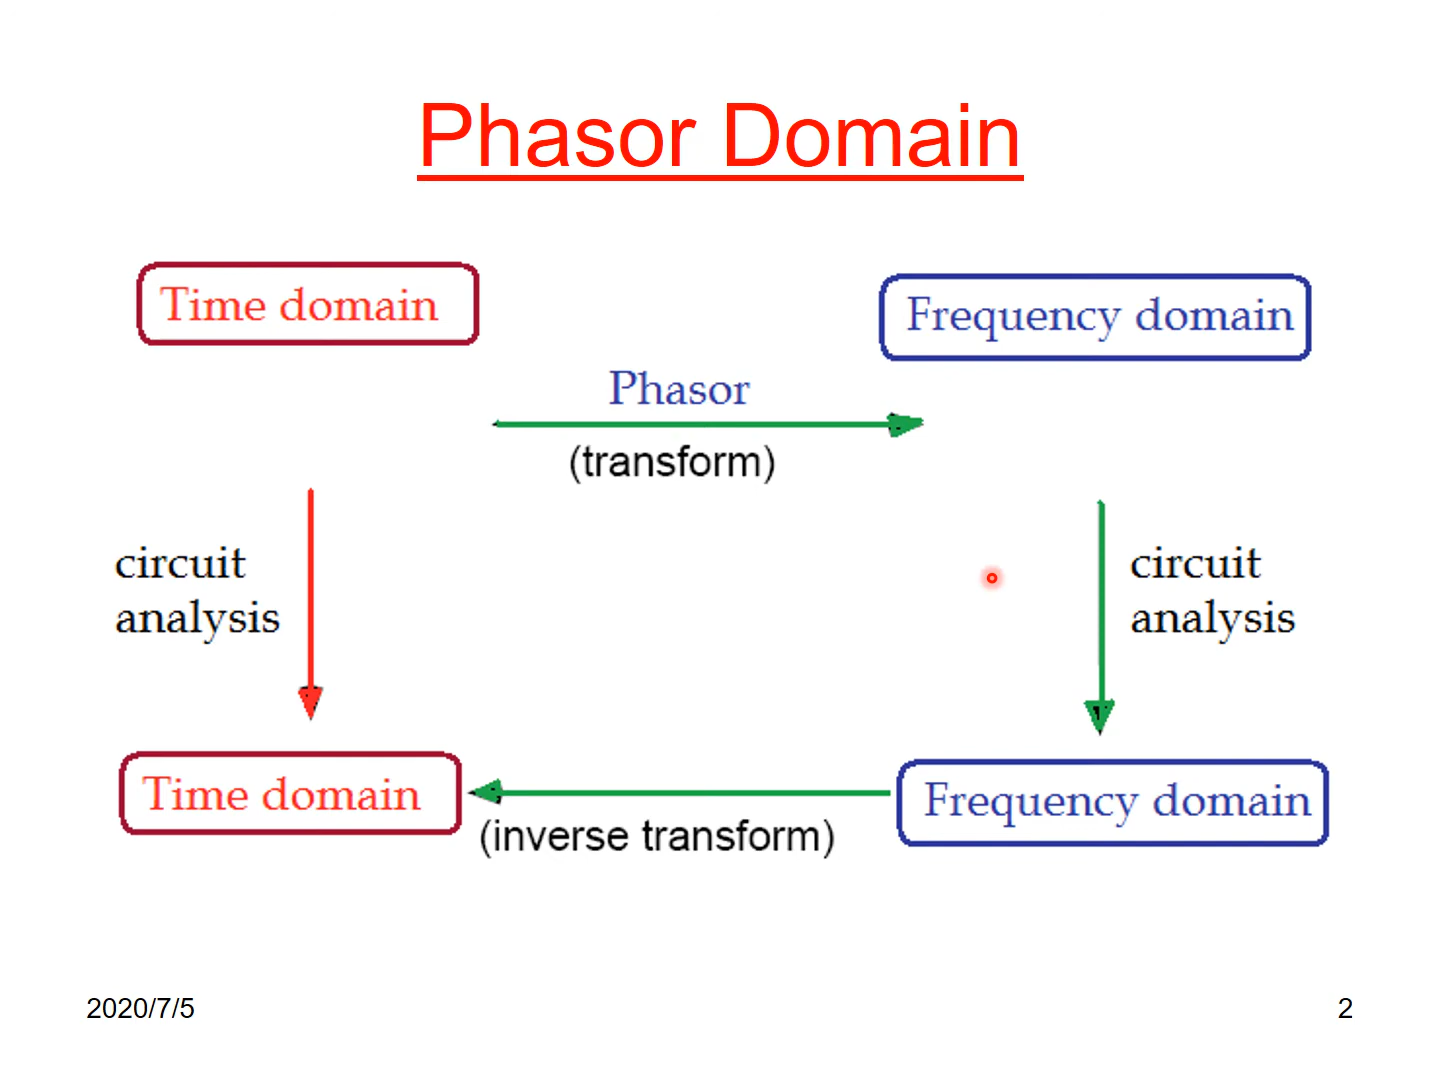 Phasor Domain
Time domain
Frequency domain
Phasor
(transform)
circuit
analysis
circuit
analysis
Time domain
Frequency domain
(inverse transform)
2020/7/5
2